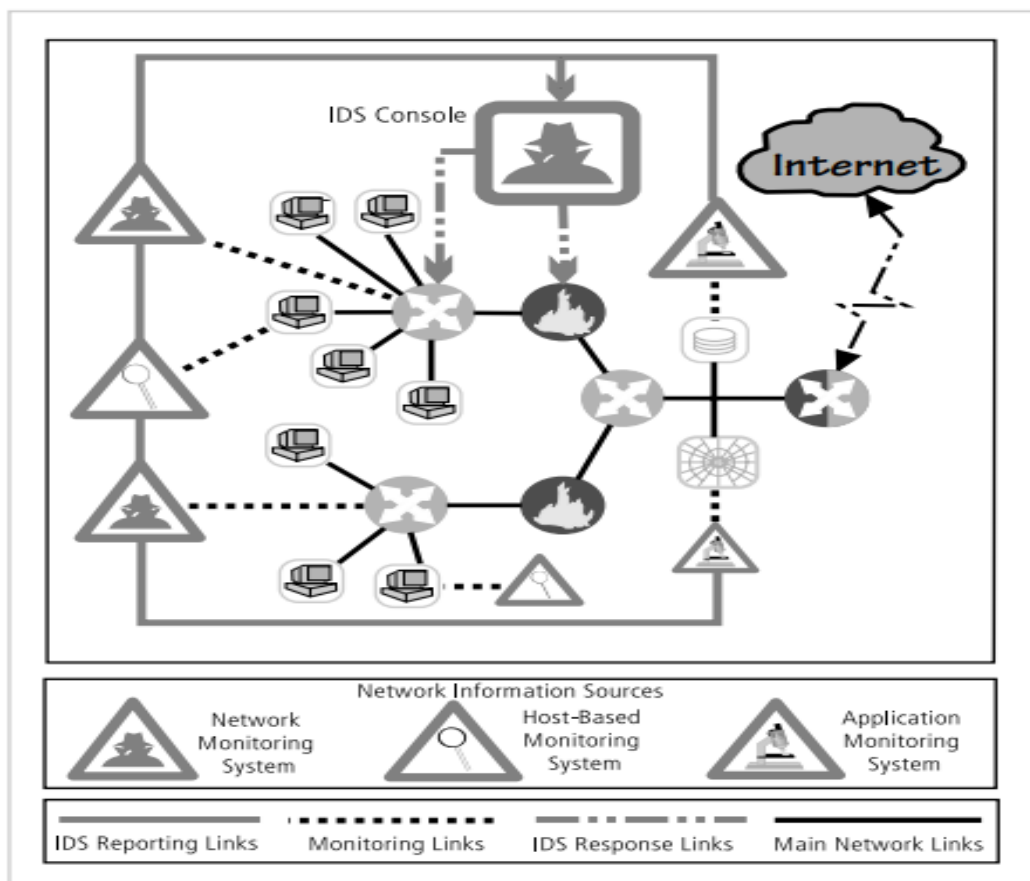 IDS Console
Internet
Network Information Sources
Network
Monitoring
System
Host-Based
Monitoring
System
Application
Monitoring
System
IDS Reporting Links
Monitoring Links
IDS Response Links
Main Network Links